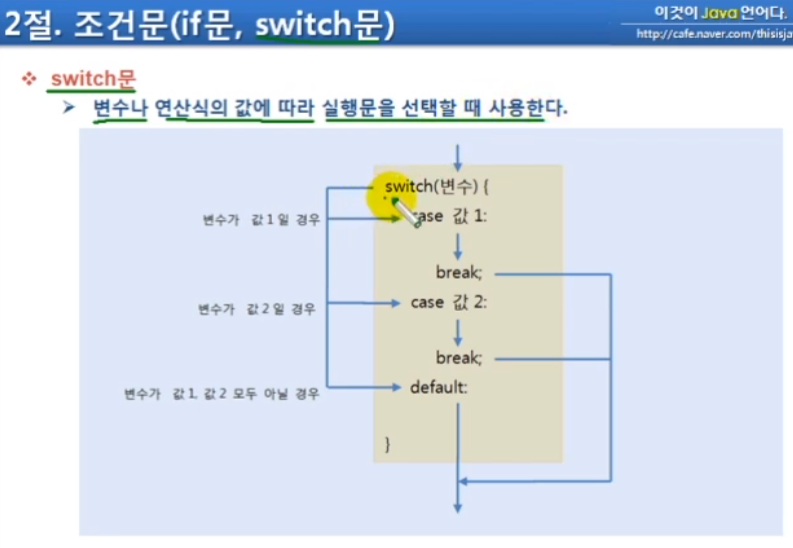 2절. 조건문(if문, switch문)
이것이 Java 언어다.
http://cafe.naver.com/thisisja
❖ switch문
➢ 변수나 연산식의 값에 따라 실행문을 선택할 때 사용한다.
switch(변수) {
변수가 값 1 일 경우
case 값 1:
break;
변수가 값 2 일 경우
case 값 2:
break;
변수가 값 1, 값 2 모두 아닐 경우
default:
}